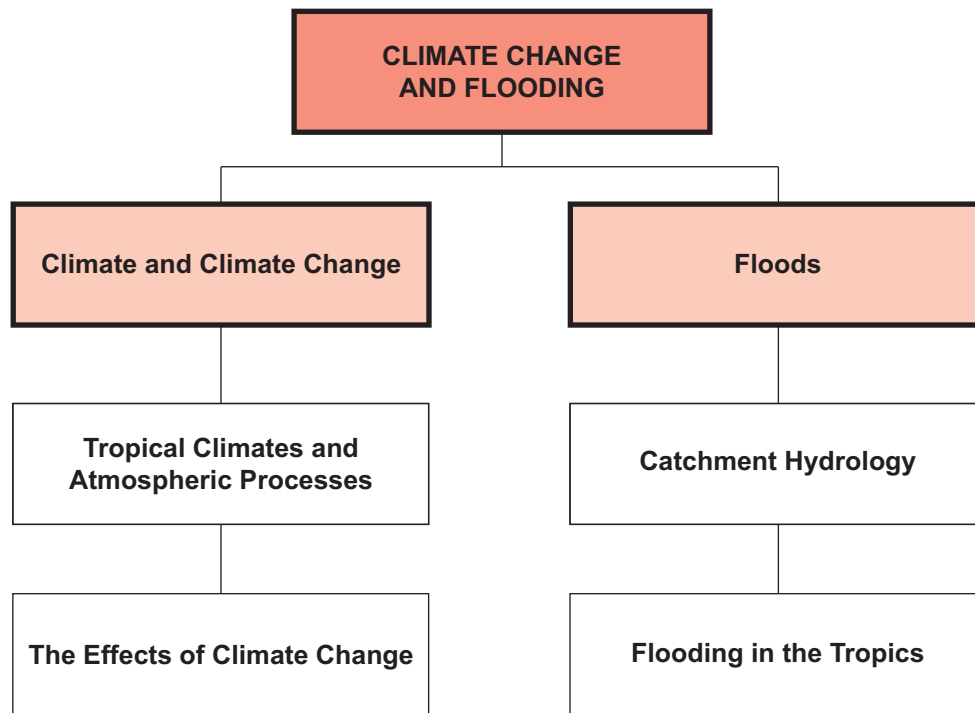 CLIMATE CHANGE
AND FLOODING
Climate and Climate Change
Floods
Tropical Climates and
Atmospheric Processes
Catchment Hydrology
The Effects of Climate Change
Flooding in the Tropics